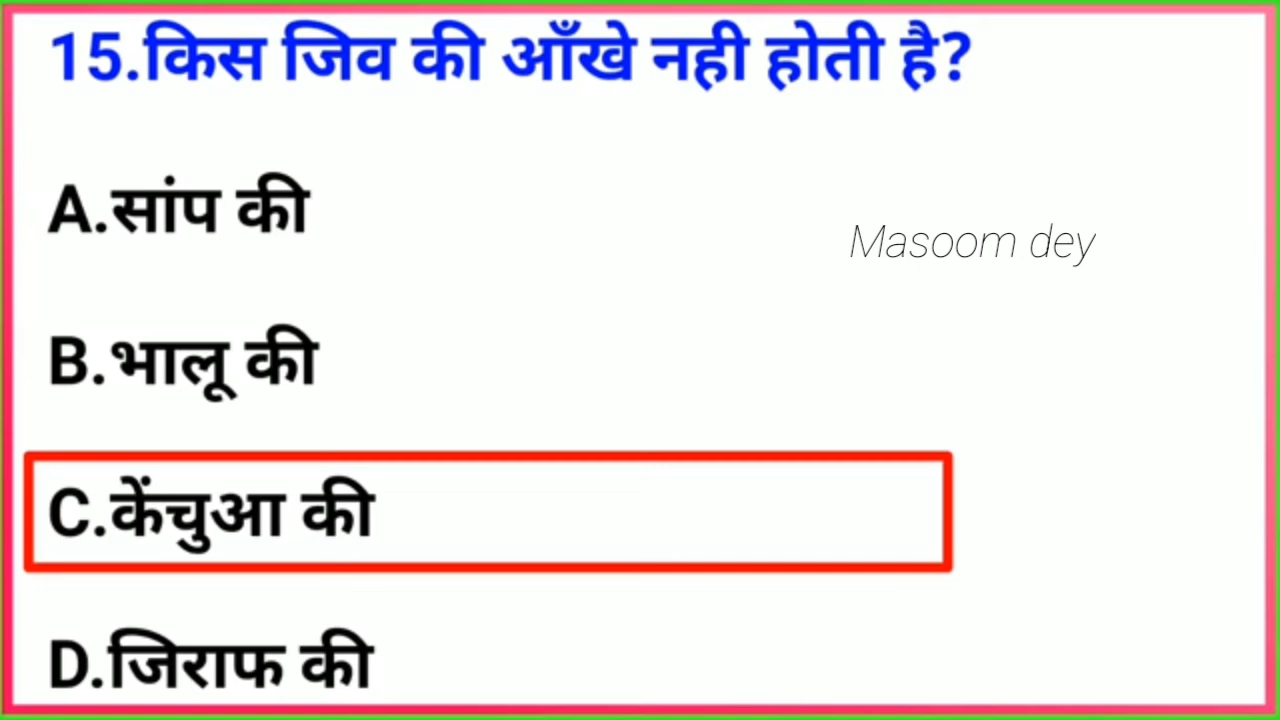 15.किस जिव की आँखे नही होती है?
A.सांप की
Masoom dey
B.भालू की
C.केंचुआ की
D.जिराफ की